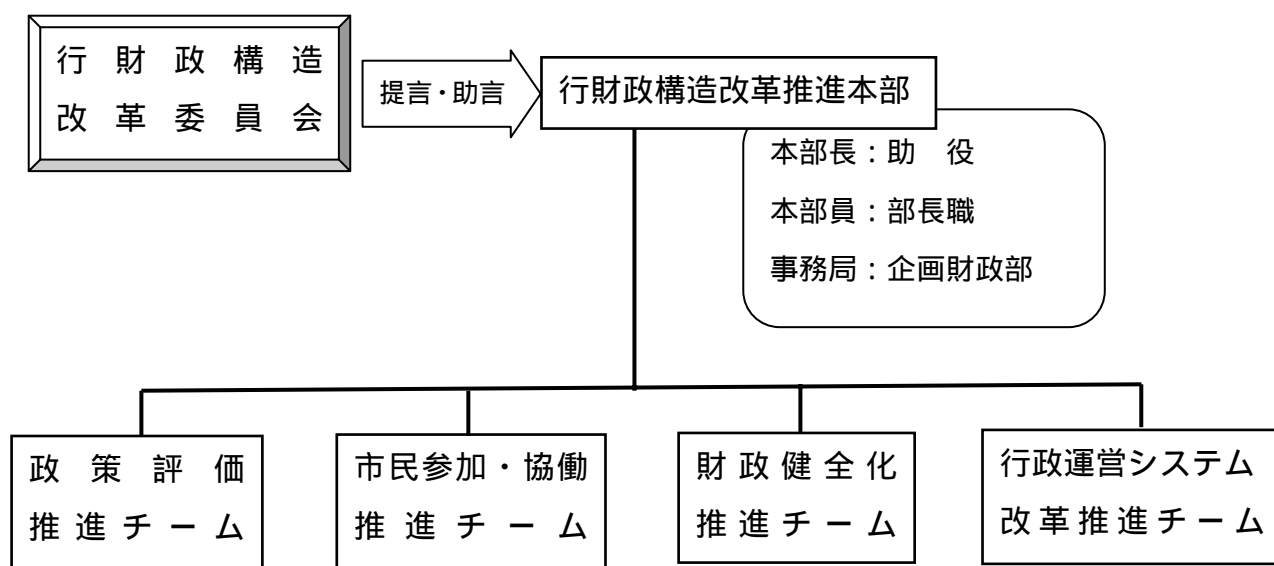 行財政構造
改革委員会
提言・助言
行財政構造改革推進本部
本部長：助　役
本部員：部長職
事務局：企画財政部
政策評価
推進チーム
市民参加・協働
推進チーム
財政健全化
推進チーム
行政運営システム
改革推進チーム